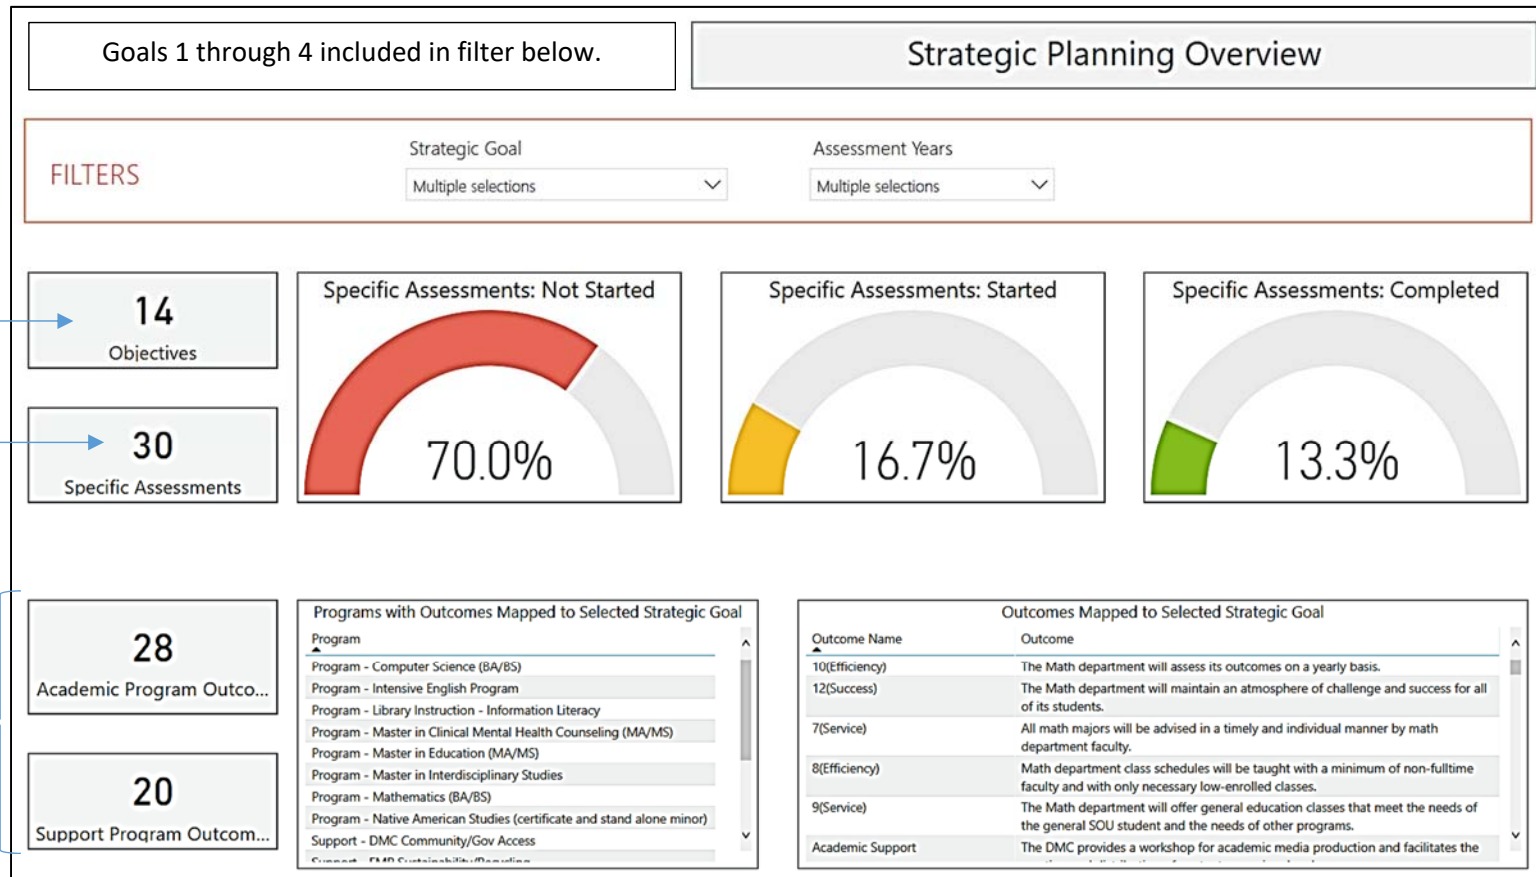 Goals 1 through 4 included in filter below.
Strategic Planning Overview
FILTERS
Strategic Goal
Multiple selections
Assessment Years
Multiple selections
14
Objectives
30
Specific Assessments
Specific Assessments: Not Started
70.0%
Specific Assessments: Started
16.7%
Specific Assessments: Completed
13.3%
28
Academic Program Outco...
20
Support Program Outcom...
Programs with Outcomes Mapped to Selected Strategic Goal
Program
Program - Computer Science (BA/BS)
Program - Intensive English Program
Program - Library Instruction - Information Literacy
Program - Master in Clinical Mental Health Counseling (MA/MS)
Program - Master in Education (MA/MS)
Program - Master in Interdisciplinary Studies
Program - Mathematics (BA/BS)
Program - Native American Studies (certificate and stand alone minor)
Support - DMC Community/Gov Access
Support - FMP Sustainability/Recycling
Outcomes Mapped to Selected Strategic Goal
Outcome Name Outcome
10(Efficiency) The Math department will assess its outcomes on a yearly basis.
12(Success) The Math department will maintain an atmosphere of challenge and success for all
of its students.
7(Service) All math majors will be advised in a timely and individual manner by math
department faculty.
8(Efficiency) Math department class schedules will be taught with a minimum of non-fulltime
faculty and with only necessary low-enrolled classes.
9(Service) The Math department will offer general education classes that meet the needs of
the general SOU student and the needs of other programs.
Academic Support The DMC provides a workshop for academic media production and facilitates the